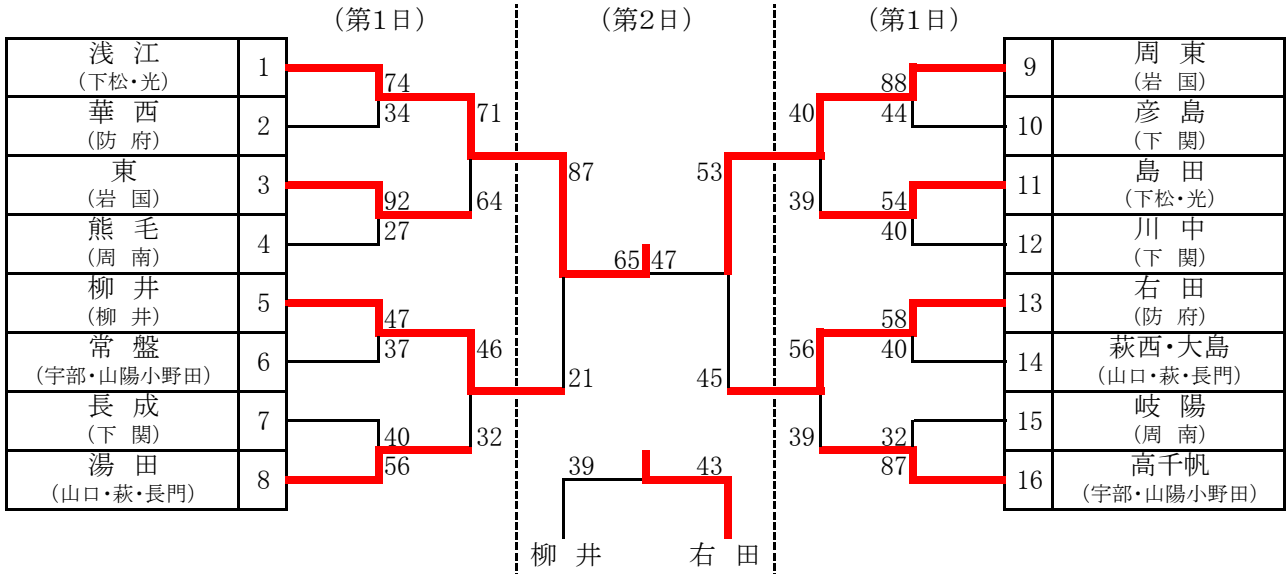 (第1日)
(第2日)
(第1日)
浅 江
(下松・光)
1
華 西
(防 府)
2
東
(岩 国)
3
熊 毛
(周 南)
4
柳 井
(柳 井)
5
常 盤
(宇部・山陽小野田)
6
長 成
(下 関)
7
湯 田
(山口・萩・長門)
8
74
34
92
27
47
37
40
56
71
64
46
32
87
21
65 47
53
45
39
43
柳 井
右 田
40
39
56
39
88
44
54
40
58
40
32
87
9
周 東
(岩 国)
10
彦 島
(下 関)
11
島 田
(下松・光)
12
川 中
(下 関)
13
右 田
(防 府)
14
萩西・大島
(山口・萩・長門)
15
岐 陽
(周 南)
16
高千帆
(宇部・山陽小野田)